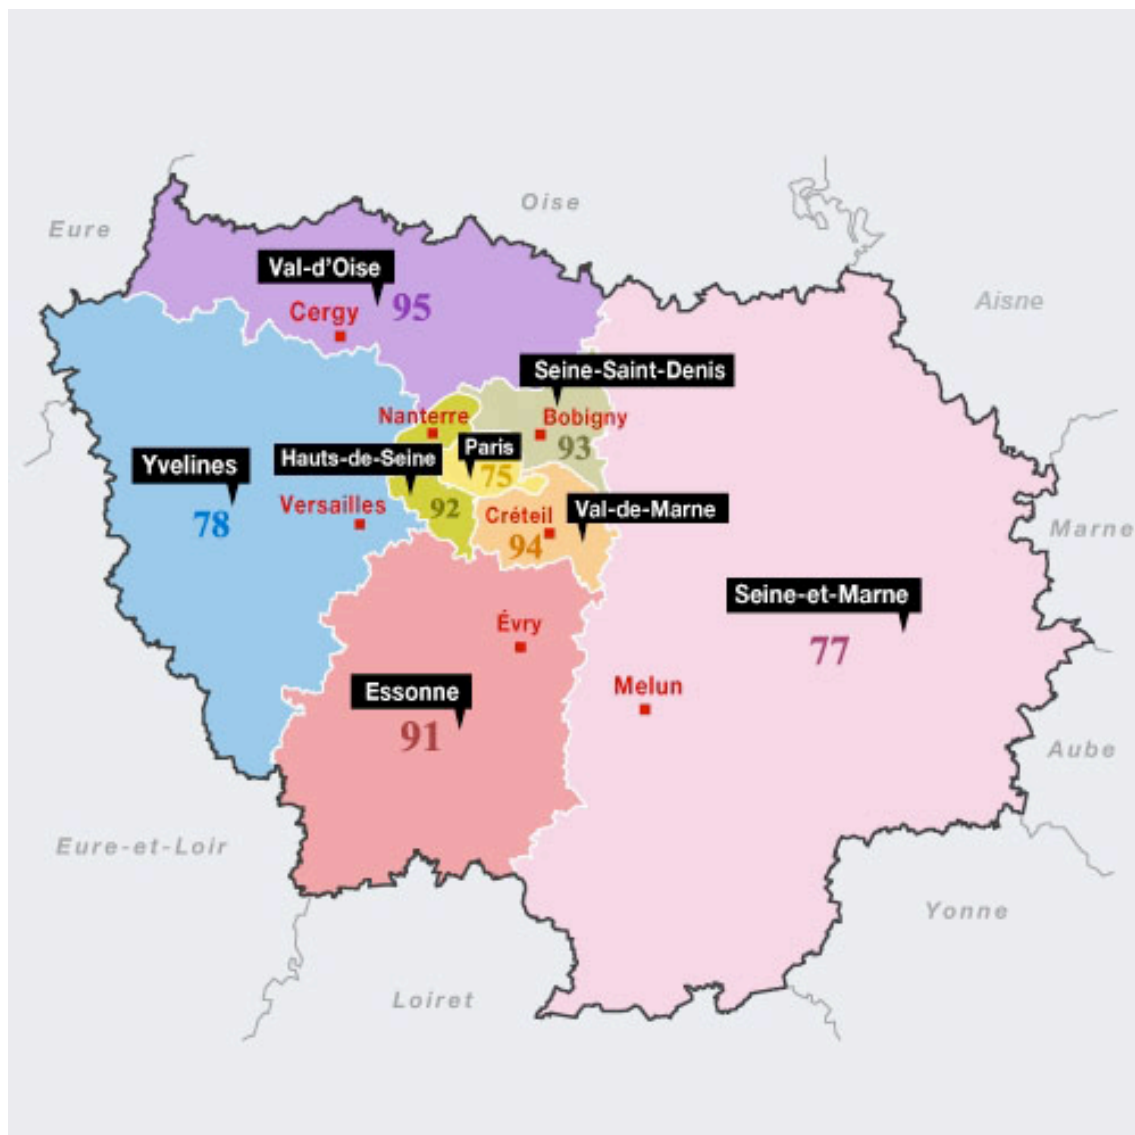 Oise
Eure
Val-d'Oise
Aisne
95
Cergy
Seine-Saint-Denis
Nanterre
Bobigny
93
Paris
Hauts-de-Seine
Yvelines
75
Versailles
92
Créteil
Val-de-Marne
78
Marne
94
Seine-et-Marne
Évry
77
Melun
Essonne
91
Aube
Eure-et-Loir
Yonne
Loiret